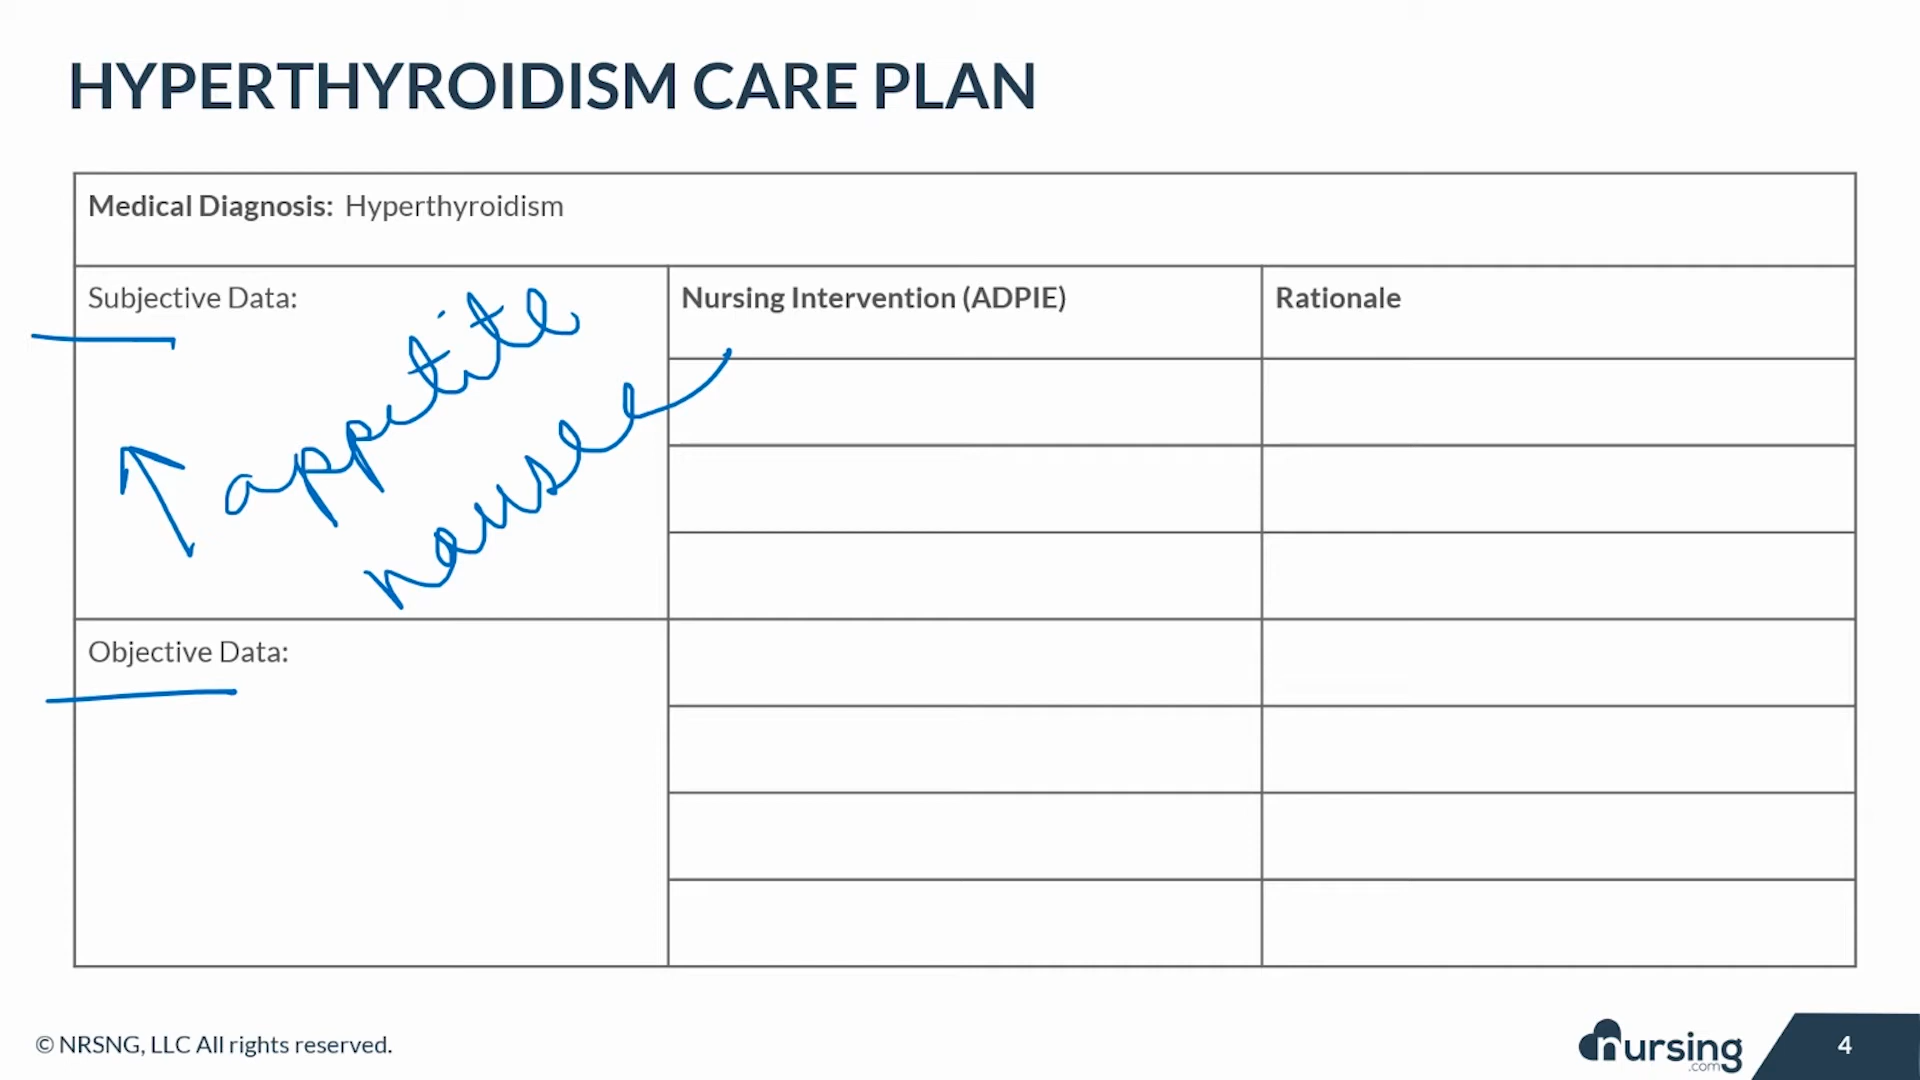 HYPERTHYROIDISM CARE PLAN
Medical Diagnosis: Hyperthyroidism
Subjective Data:
Nursing Intervention (ADPIE)
Rationale
↑ appetite
nausea
Objective Data:
© NRSNG, LLC All rights reserved.
nursing
.com
4